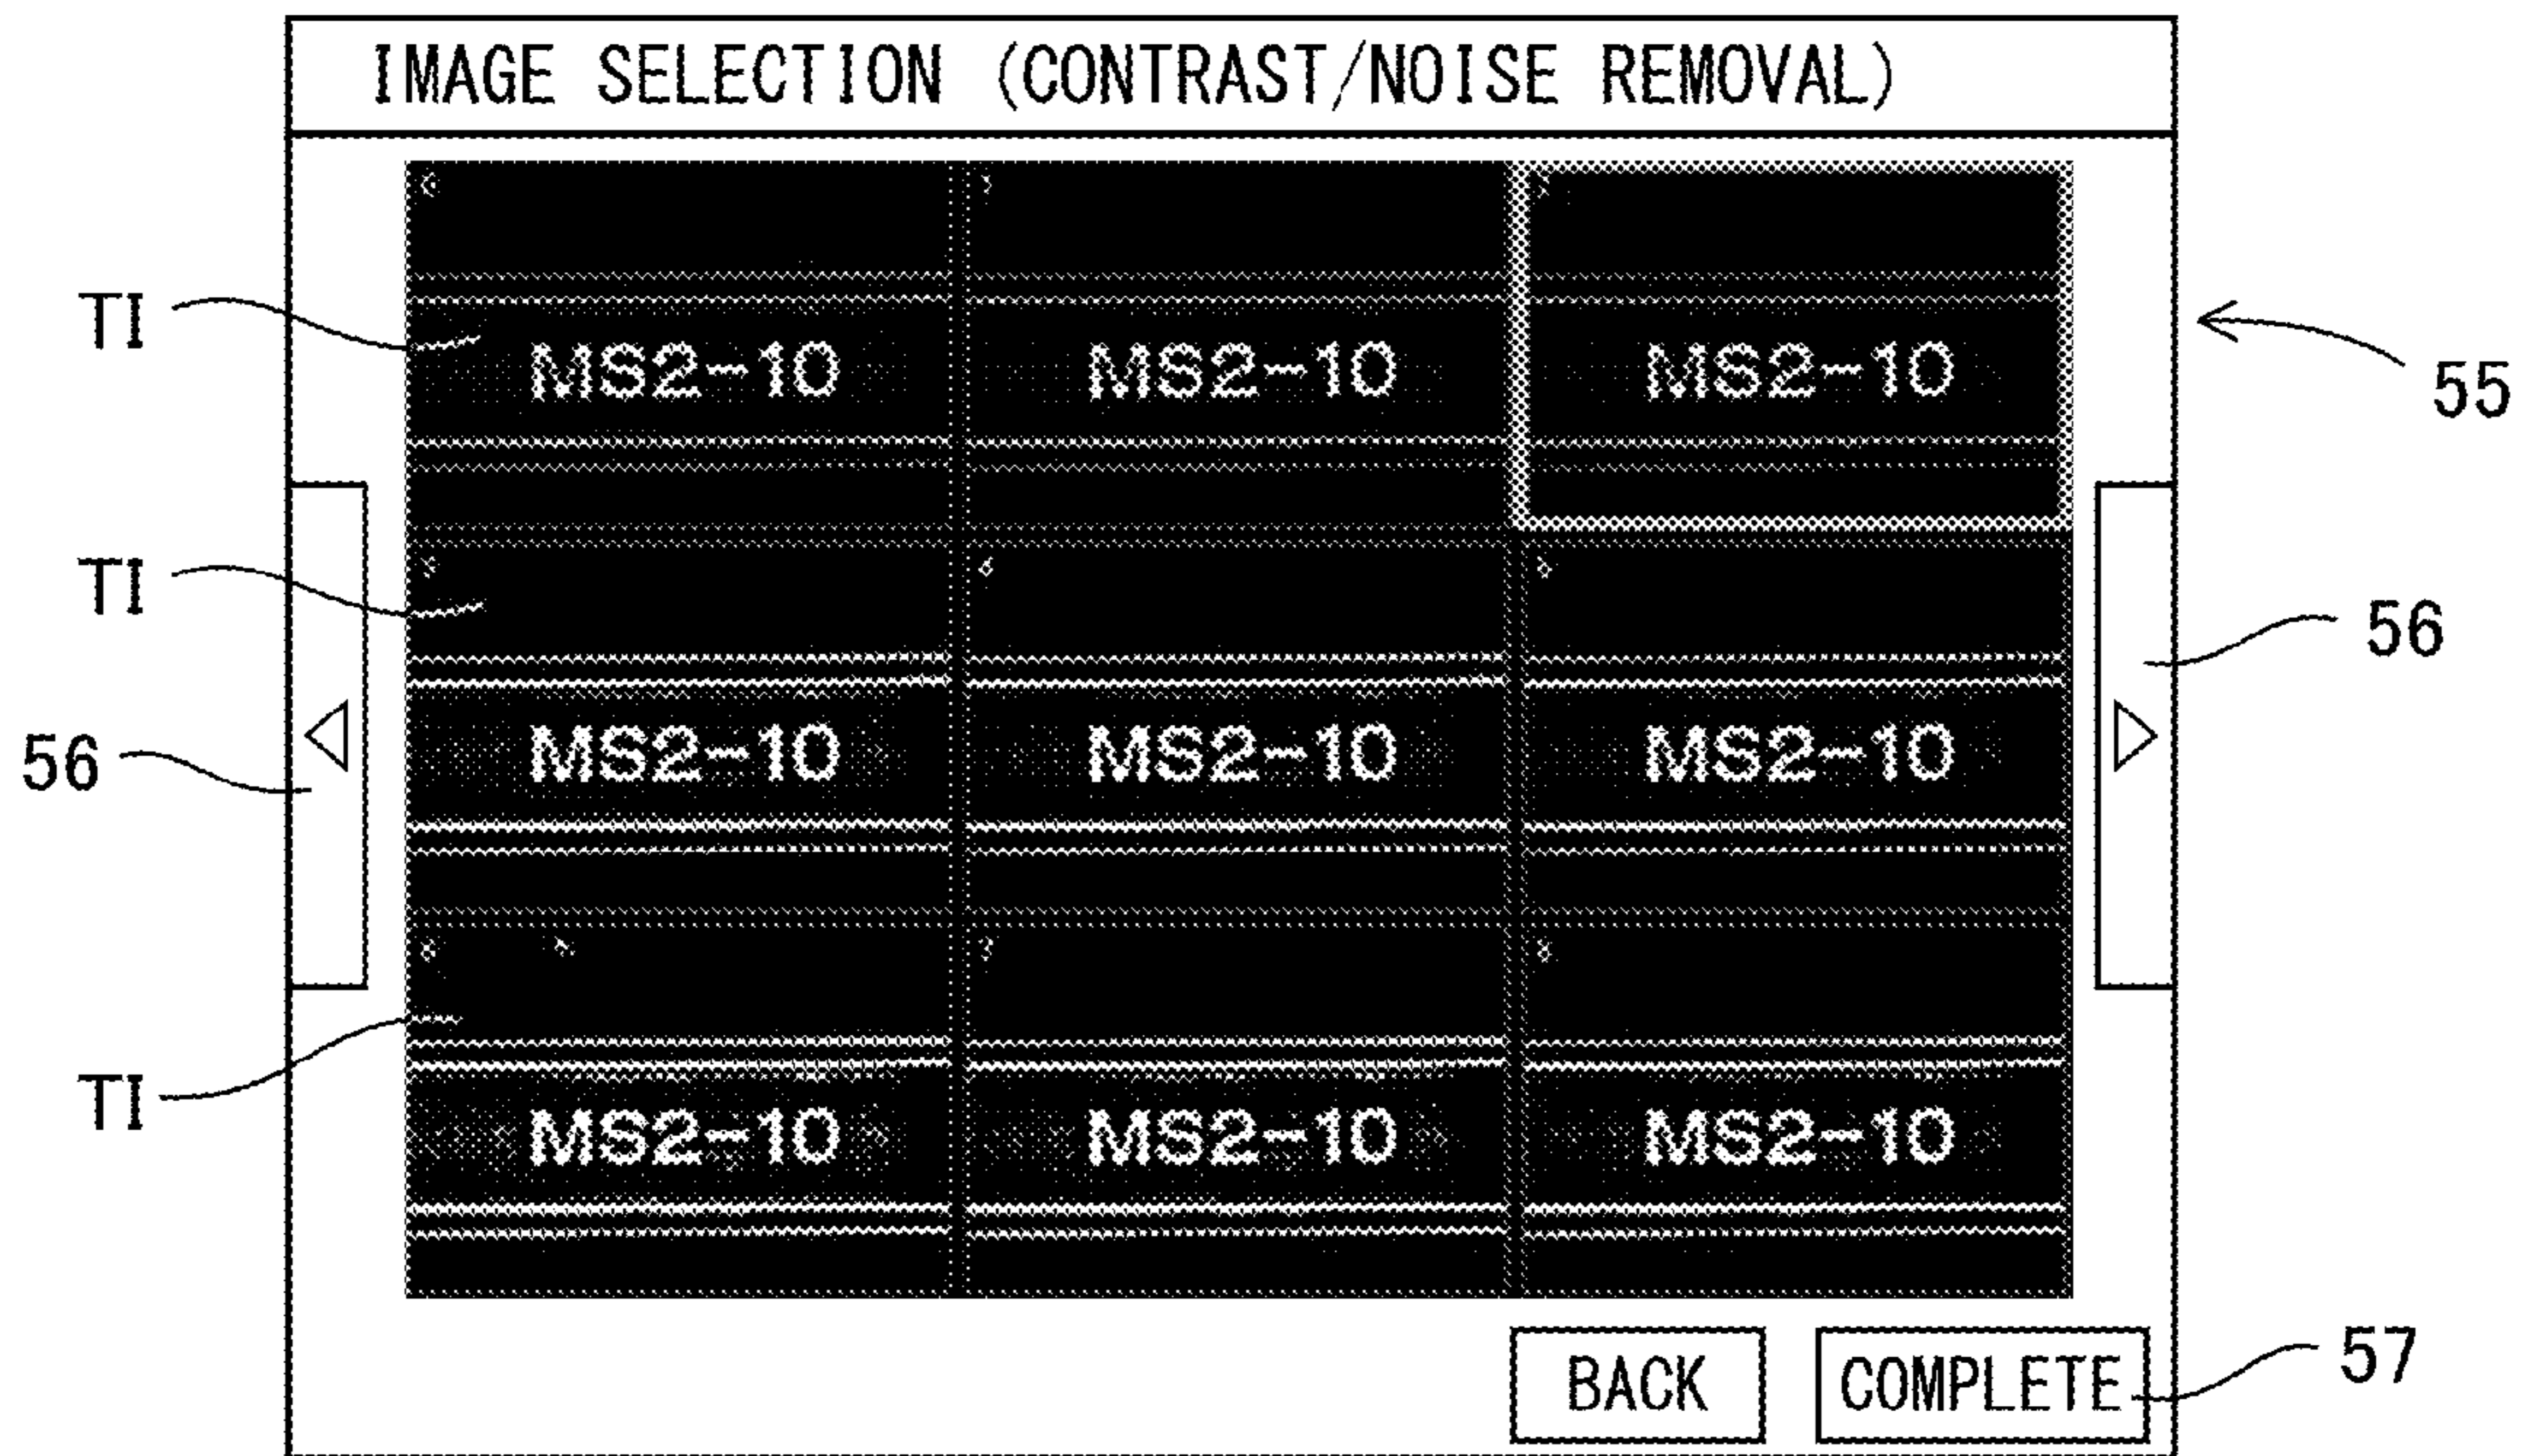 IMAGE SELECTION (CONTRAST/NOISE REMOVAL)
TI
MS2-10 MS2-10 MS2-10
55
TI
56
MS2-10 MS2-10 MS2-10
56
TI
MS2-10 MS2-10 MS2-10
BACK COMPLETE
57